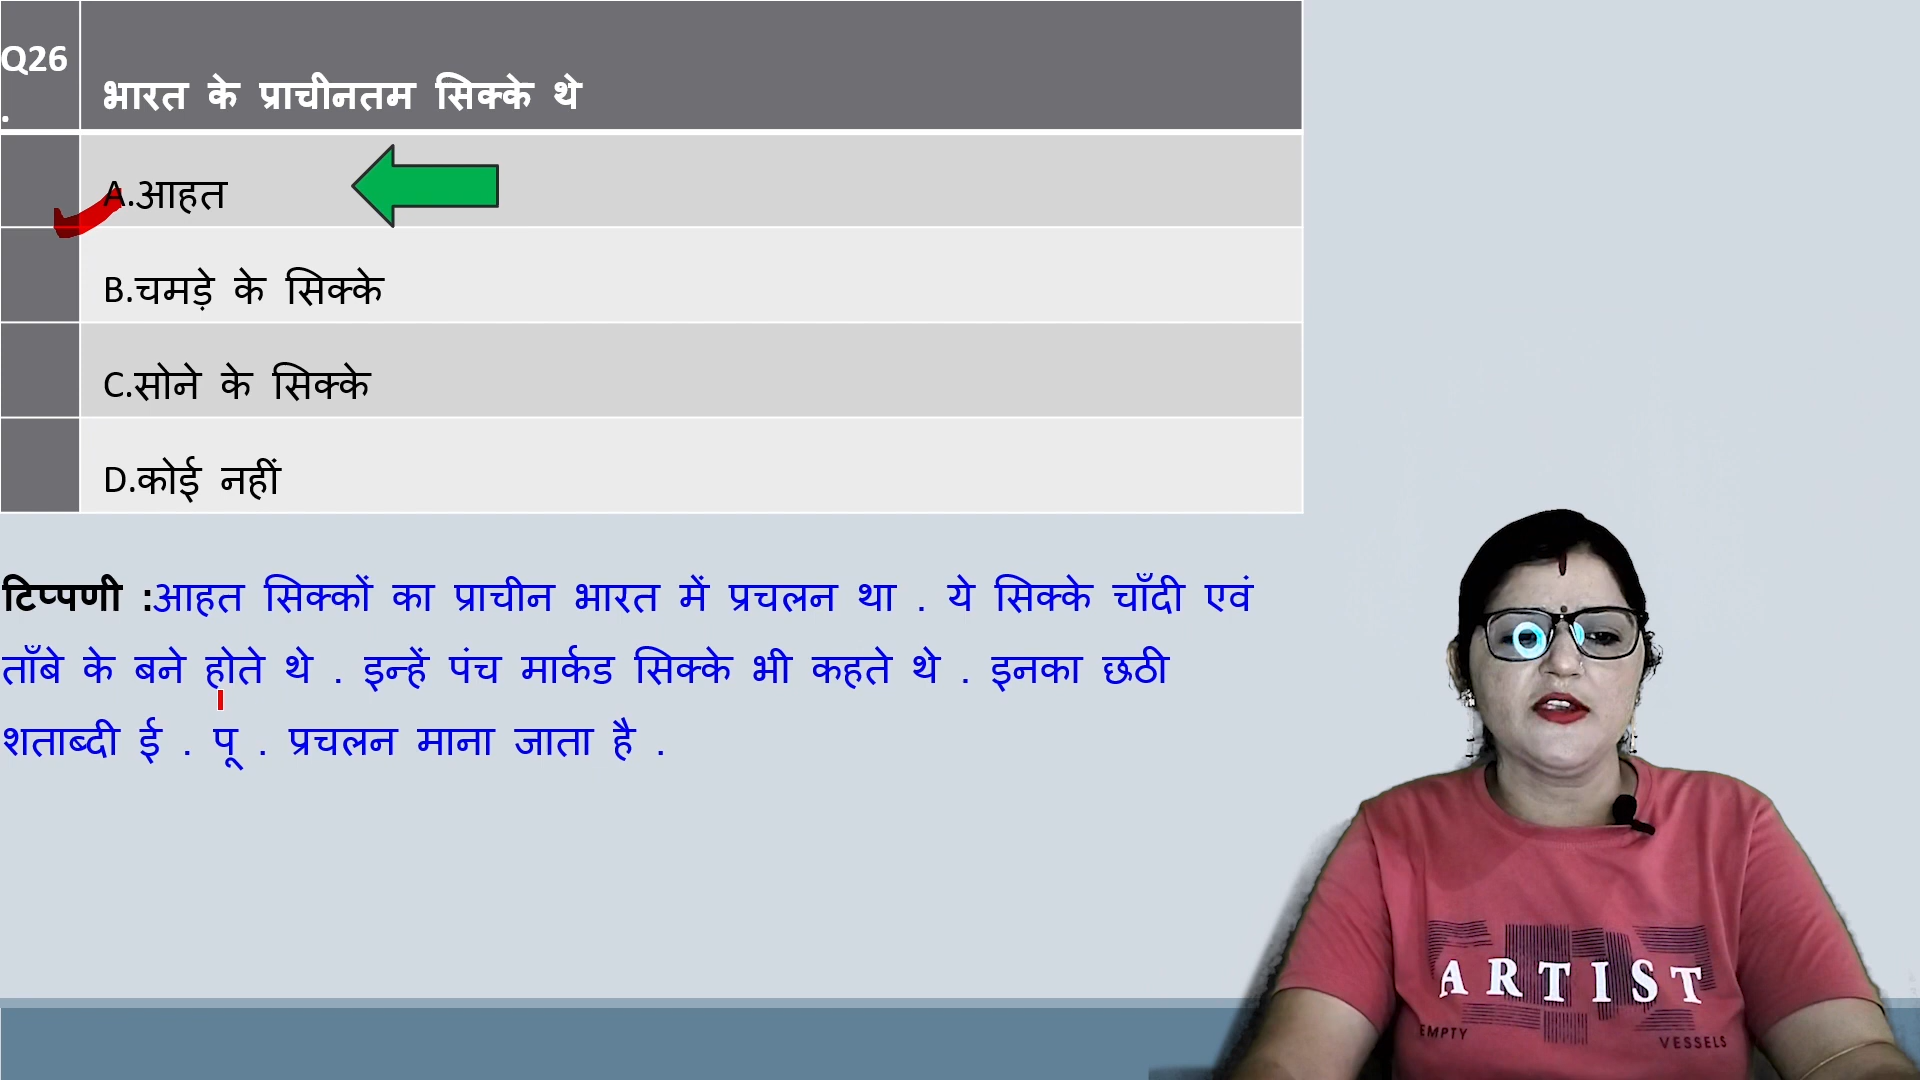 Q26
.
भारत के प्राचीनतम सिक्के थे
A.आहत
B.चमड़े के सिक्के
C.सोने के सिक्के
D.कोई नहीं
टिप्पणी :आहत सिक्कों का प्राचीन भारत में प्रचलन था . ये सिक्के चाँदी एवं
ताँबे के बने होते थे . इन्हें पंच मार्कड सिक्के भी कहते थे . इनका छठी
शताब्दी ई . पू . प्रचलन माना जाता है .
ARTIST
EMPTY
VESSELS